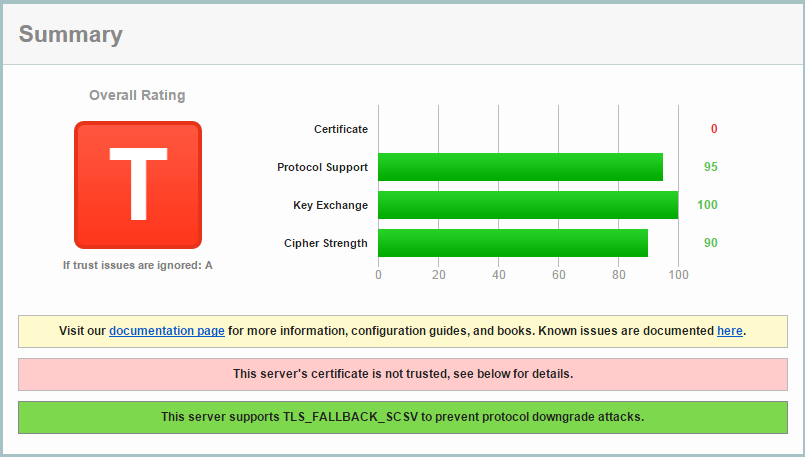 Summary
Overall Rating
T
If trust issues are ignored: A
Certificate 0
Protocol Support 95
Key Exchange 100
Cipher Strength 90
0 20 40 60 80 100
Visit our documentation page for more information, configuration guides, and books. Known issues are documented here.
This server's certificate is not trusted, see below for details.
This server supports TLS_FALLBACK_SCSV to prevent protocol downgrade attacks.